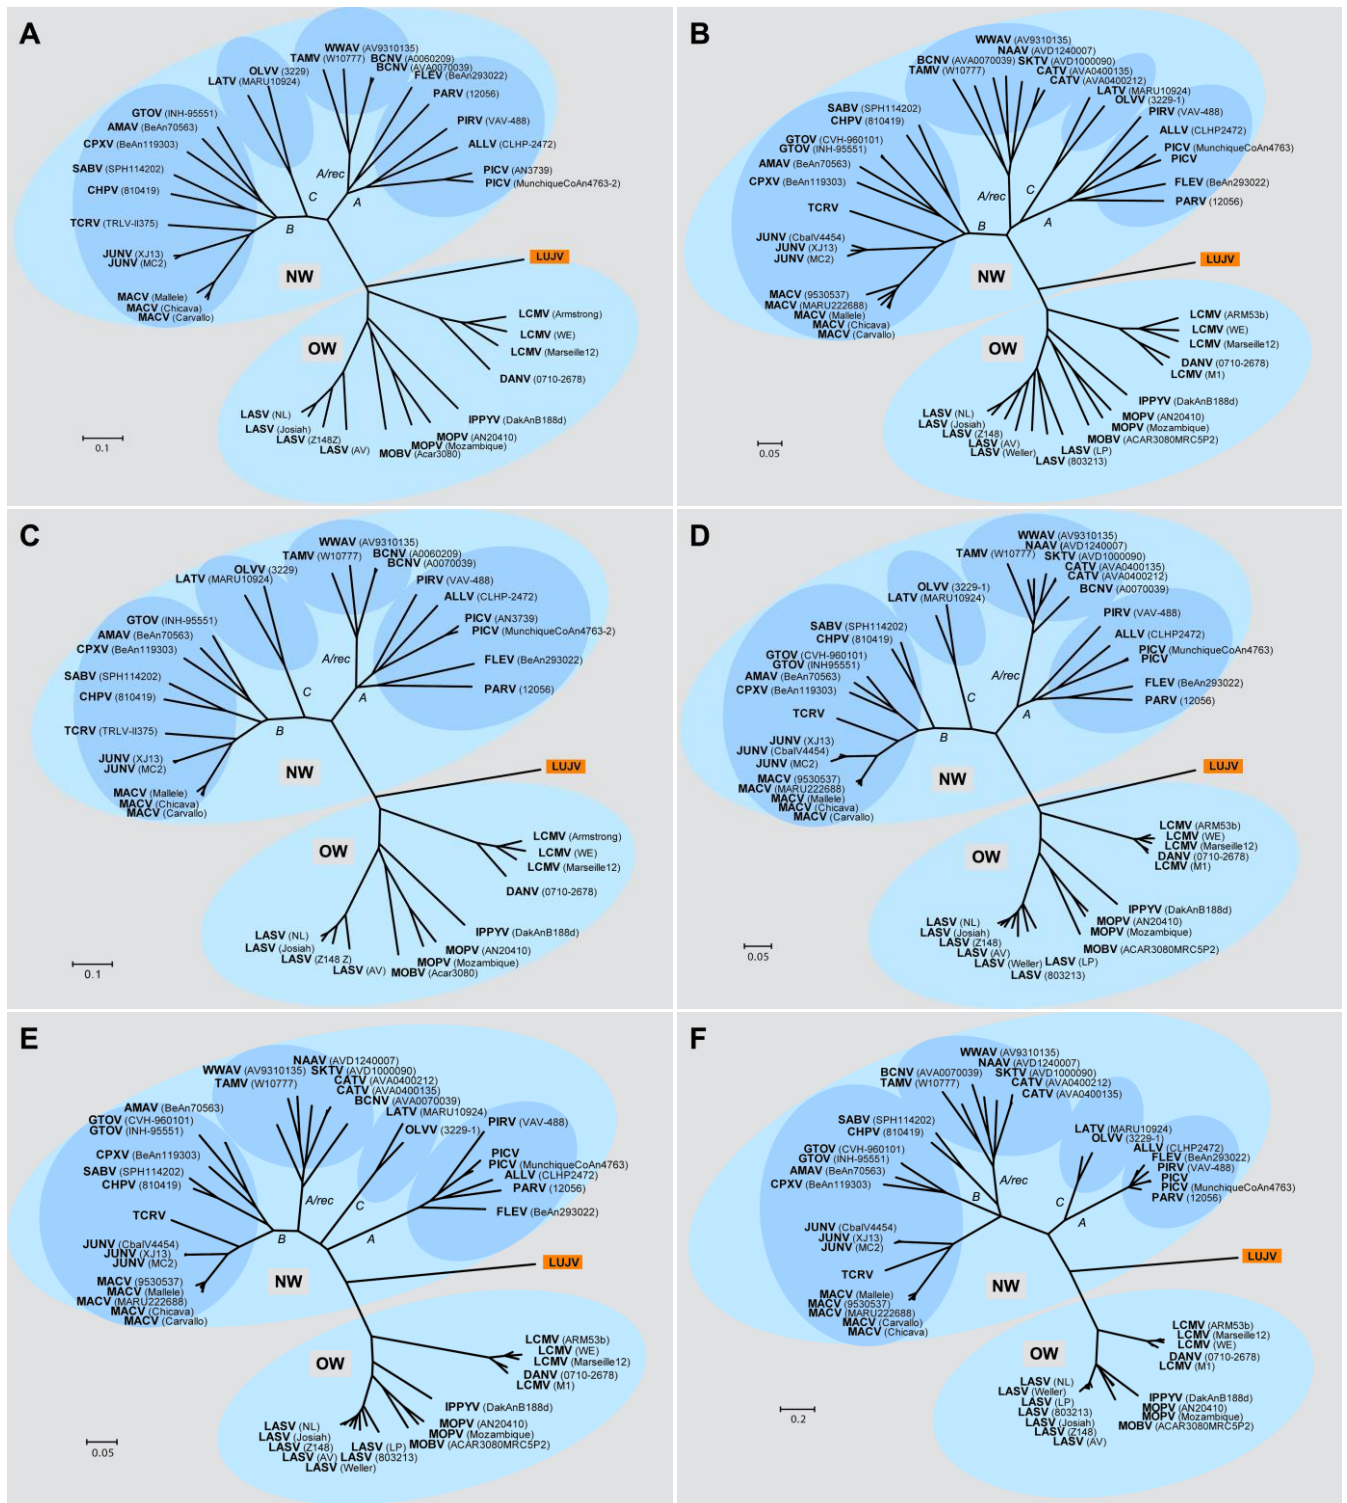 A
WWAV (AV9310135)
TAMV (W10777)
BCNV (A0060209)
BCNV (AVA0070039)
OLVV (3229)
FLEV (BeAn293022)
LATV (MARU10924)
PARV (12056)
GTOV (INH-95551)
PIRV (VAV-488)
AMAV (BeAn70563)
CPXV (BeAn119303)
ALLV (CLHP-2472)
SABV (SPH114202)
A/rec
PICV (AN3739)
PICV (MunchiqueCoAn4763-2)
CHPV (810419)
C
A
TCRV (TRLV-II375)
B
JUNV (XJ13)
JUNV (MC2)
LUJV
NW
MACV (Mallele)
MACV (Chicava)
MACV (Carvallo)
LCMV (Armstrong)
LCMV (WE)
OW
LCMV (Marseille12)
DANV (0710-2678)
LASV (NL)
IPPYV (DakAnB188d)
LASV (Josiah)
LASV (Z148Z)
MOPV (AN20410)
LASV (AV)
MOPV (Mozambique)
MOBV (Acar3080)
0.1
B
WWAV (AV9310135)
NAAV (AVD1240007)
BCNV (AVA0070039)
SKTV (AVD1000090)
TAMV (W10777)
CATV (AVA0400135)
CATV (AVA0400212)
LATV (MARU10924)
OLVV (3229-1)
SABV (SPH114202)
PIRV (VAV-488)
CHPV (810419)
ALLV (CLHP2472)
GTOV (CVH-960101)
GTOV (INH-95551)
PICV (MunchiqueCoAn4763)
PICV
AMAV (BeAn70563)
CPXV (BeAn119303)
FLEV (BeAn293022)
A/rec
PARV (12056)
TCRV
C
A
B
JUNV (CbalV4454)
JUNV (XJ13)
JUNV (MC2)
LUJV
NW
MACV (9530537)
MACV (MARU222688)
MACV (Mallele)
MACV (Chicava)
MACV (Carvallo)
LCMV (ARM53b)
LCMV (WE)
LCMV (Marseille12)
OW
DANV (0710-2678)
LCMV (M1)
IPPYV (DakAnB188d)
LASV (NL)
MOPV (AN20410)
LASV (Josiah)
MOPV (Mozambique)
LASV (Z148)
MOBV (ACAR3080MRC5P2)
LASV (AV)
LASV (LP)
LASV (Weller)
LASV (803213)
0.05
C
WWAV (AV9310135)
TAMV (W10777)
BCNV (A0060209)
BCNV (A0070039)
OLVV (3229)
LATV (MARU10924)
PIRV (VAV-488)
ALLV (CLHP-2472)
GTOV (INH-95551)
PICV (AN3739)
PICV (MunchiqueCoAn4763-2)
AMAV (BeAn70563)
CPXV (BeAn119303)
A/rec
FLEV (BeAn293022)
SABV (SPH114202)
CHPV (810419)
C
A
PARV (12056)
TCRV (TRLV-II375)
B
JUNV (XJ13)
JUNV (MC2)
NW
LUJV
MACV (Mallele)
MACV (Chicava)
MACV (Carvallo)
LCMV (Armstrong)
OW
LCMV (WE)
LCMV (Marseille12)
DANV (0710-2678)
LASV (NL)
IPPYV (DakAnB188d)
LASV (Josiah)
MOPV (AN20410)
LASV (Z148 Z)
MOPV (Mozambique)
LASV (AV)
MOBV (Acar3080)
0.1
D
WWAV (AV9310135)
NAAV (AVD1240007)
TAMV (W10777)
SKTV (AVD1000090)
CATV (AVA0400135)
CATV (AVA0400212)
OLVV (3229-1)
BCNV (A0070039)
LATV (MARU10924)
PIRV (VAV-488)
SABV (SPH114202)
CHPV (810419)
ALLV (CLHP2472)
GTOV (CVH-960101)
PICV (MunchiqueCoAn4763)
GTOV (INH95551)
PICV
AMAV (BeAn70563)
A/rec
FLEV (BeAn293022)
CPXV (BeAn119303)
C
PARV (12056)
TCRV
A
B
JUNV (XJ13)
JUNV (CbalV4454)
JUNV (MC2)
LUJV
NW
MACV (9530537)
MACV (MARU222688)
MACV (Mallele)
MACV (Chicava)
MACV (Carvallo)
LCMV (ARM53b)
LCMV (WE)
LCMV (Marseille12)
OW
DANV (0710-2678)
LCMV (M1)
IPPYV (DakAnB188d)
LASV (NL)
MOPV (AN20410)
LASV (Josiah)
MOPV (Mozambique)
LASV (Z148)
MOBV (ACAR3080MRC5P2)
LASV (AV)
LASV (Weller)
LASV (LP)
LASV (803213)
0.05
E
NAAV (AVD1240007)
WWAV (AV9310135)
SKTV (AVD1000090)
TAMV (W10777)
CATV (AVA0400212)
CATV (AVA0400135)
BCNV (AVA0070039)
AMAV (BeAn70563)
LATV (MARU10924)
GTOV (CVH-960101)
PIRV (VAV-488)
GTOV (INH-95551)
OLVV (3229-1)
CPXV (BeAn119303)
PICV
PICV (MunchiqueCoAn4763)
SABV (SPH114202)
ALLV (CLHP2472)
CHPV (810419)
PARV (12056)
A/rec
C
FLEV (BeAn293022)
TCRV
B
A
JUNV (CbalV4454)
JUNV (XJ13)
JUNV (MC2)
LUJV
NW
MACV (9530537)
MACV (Mallele)
MACV (MARU222688)
MACV (Chicava)
MACV (Carvallo)
LCMV (ARM53b)
LCMV (WE)
OW
LCMV (Marseille12)
DANV (0710-2678)
LCMV (M1)
IPPYV (DakAnB188d)
LASV (NL)
MOPV (AN20410)
LASV (Josiah)
MOPV (Mozambique)
LASV (Z148)
LASV (LP)
MOBV (ACAR3080MRC5P2)
LASV (AV)
LASV (803213)
LASV (Weller)
0.05
F
WWAV (AV9310135)
NAAV (AVD1240007)
BCNV (AVA0070039)
SKTV (AVD1000090)
TAMV (W10777)
CATV (AVA0400212)
CATV (AVA0400135)
SABV (SPH114202)
LATV (MARU10924)
CHPV (810419)
OLVV (3229-1)
ALLV (CLHP2472)
GTOV (CVH-960101)
FLEV (BeAn293022)
GTOV (INH-95551)
PIRV (VAV-488)
AMAV (BeAn70563)
PICV
CPXV (BeAn119303)
PICV (MunchiqueCoAn4763)
A/rec
B
PARV (12056)
C
A
JUNV (CbalV4454)
JUNV (XJ13)
JUNV (MC2)
LUJV
TCRV
NW
MACV (Mallele)
MACV (9530537)
MACV (MARU222688)
MACV (Carvallo)
MACV (Chicava)
LCMV (ARM53b)
LCMV (Marseille12)
LCMV (WE)
OW
DANV (0710-2678)
LCMV (M1)
LASV (NL)
LASV (Weller)
IPPYV (DakAnB188d)
LASV (LP)
MOPV (AN20410)
LASV (803213)
MOPV (Mozambique)
LASV (Josiah)
MOBV (ACAR3080MRC5P2)
LASV (Z148)
LASV (AV)
0.2